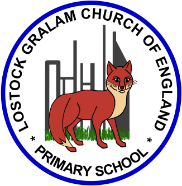 LOSTOCK GRALAM CHURCH OF ENGLAND
* PRIMARY SCHOOL *